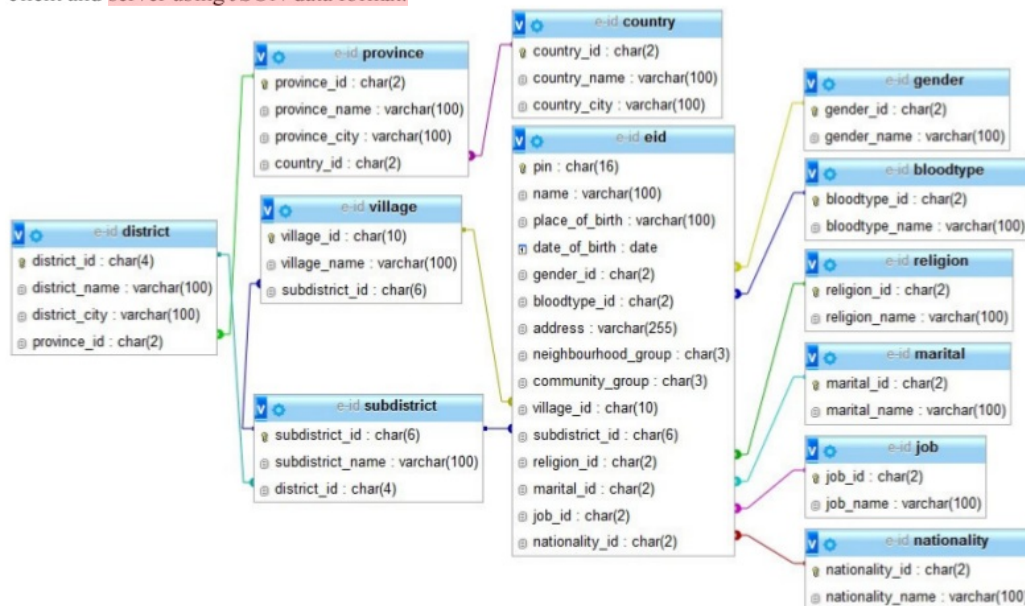 server using JSON data format.
e-id province
province_id : char(2)
province_name : varchar(100)
province_city : varchar(100)
country_id : char(2)
e-id country
country_id : char(2)
country_name : varchar(100)
country_city : varchar(100)
e-id gender
gender_id : char(2)
gender_name : varchar(100)
e-id eid
pin : char(16)
name : varchar(100)
place_of_birth : varchar(100)
date_of_birth : date
gender_id : char(2)
bloodtype_id : char(2)
address : varchar(255)
neighbourhood_group : char(3)
community_group : char(3)
village_id : char(10)
subdistrict_id : char(6)
religion_id : char(2)
marital_id : char(2)
job_id : char(2)
nationality_id : char(2)
e-id bloodtype
bloodtype_id : char(2)
bloodtype_name : varchar(100)
e-id village
village_id : char(10)
village_name : varchar(100)
subdistrict_id : char(6)
e-id district
district_id : char(4)
district_name : varchar(100)
district_city : varchar(100)
province_id : char(2)
e-id religion
religion_id : char(2)
religion_name : varchar(100)
e-id marital
marital_id : char(2)
marital_name : varchar(100)
e-id subdistrict
subdistrict_id : char(6)
subdistrict_name : varchar(100)
district_id : char(4)
e-id job
job_id : char(2)
job_name : varchar(100)
e-id nationality
nationality_id : char(2)
nationality_name : varchar(100)